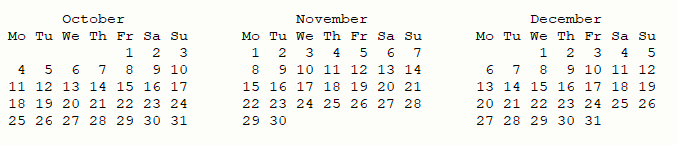 October                   November                  December
Mo Tu We Th Fr Sa Su      Mo Tu We Th Fr Sa Su      Mo Tu We Th Fr Sa Su
             1  2  3       1  2  3  4  5  6  7             1  2  3  4  5
 4  5  6  7  8  9 10       8  9 10 11 12 13 14       6  7  8  9 10 11 12
11 12 13 14 15 16 17      15 16 17 18 19 20 21      13 14 15 16 17 18 19
18 19 20 21 22 23 24      22 23 24 25 26 27 28      20 21 22 23 24 25 26
25 26 27 28 29 30 31      29 30                     27 28 29 30 31